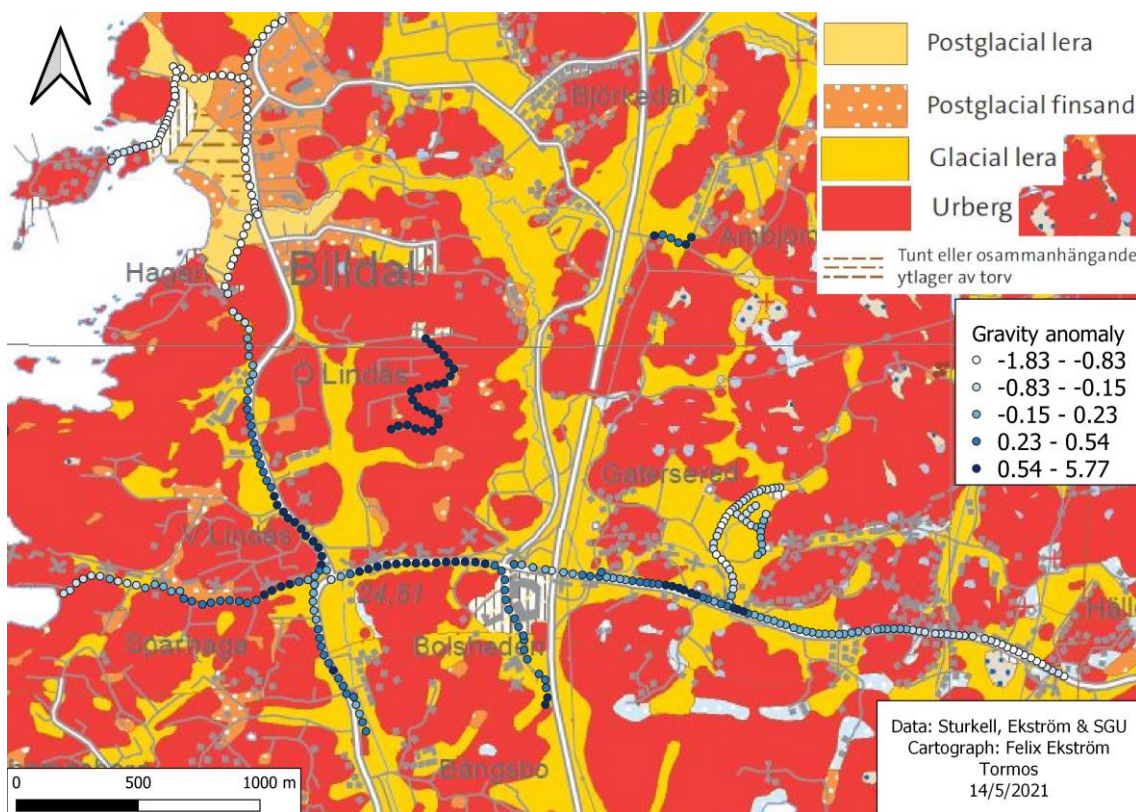 Postglacial lera
Postglacial finsand
Glacial lera
Urberg
Tunt eller osammanhängande
ytlager av torv
Björkedal
Hagen
Billdal
Gravity anomaly
-1.83 - -0.83
-0.83 - -0.15
-0.15 - 0.23
0.23 - 0.54
0.54 - 5.77
Ö Lindås
Gatersered
V Lindås
24,51
Sparhaga
Data: Sturkell, Ekström & SGU
Cartograph: Felix Ekström
Tormos
14/5/2021
Bångsbo
0 500 1000 m